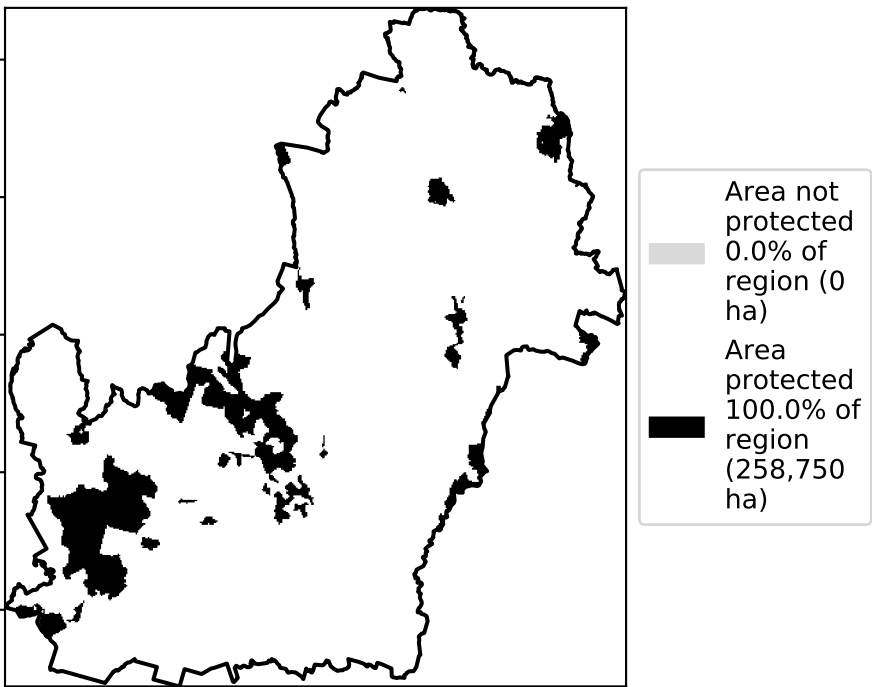 Area not
protected
0.0% of
region (0
ha)
Area
protected
100.0% of
region
(258,750
ha)